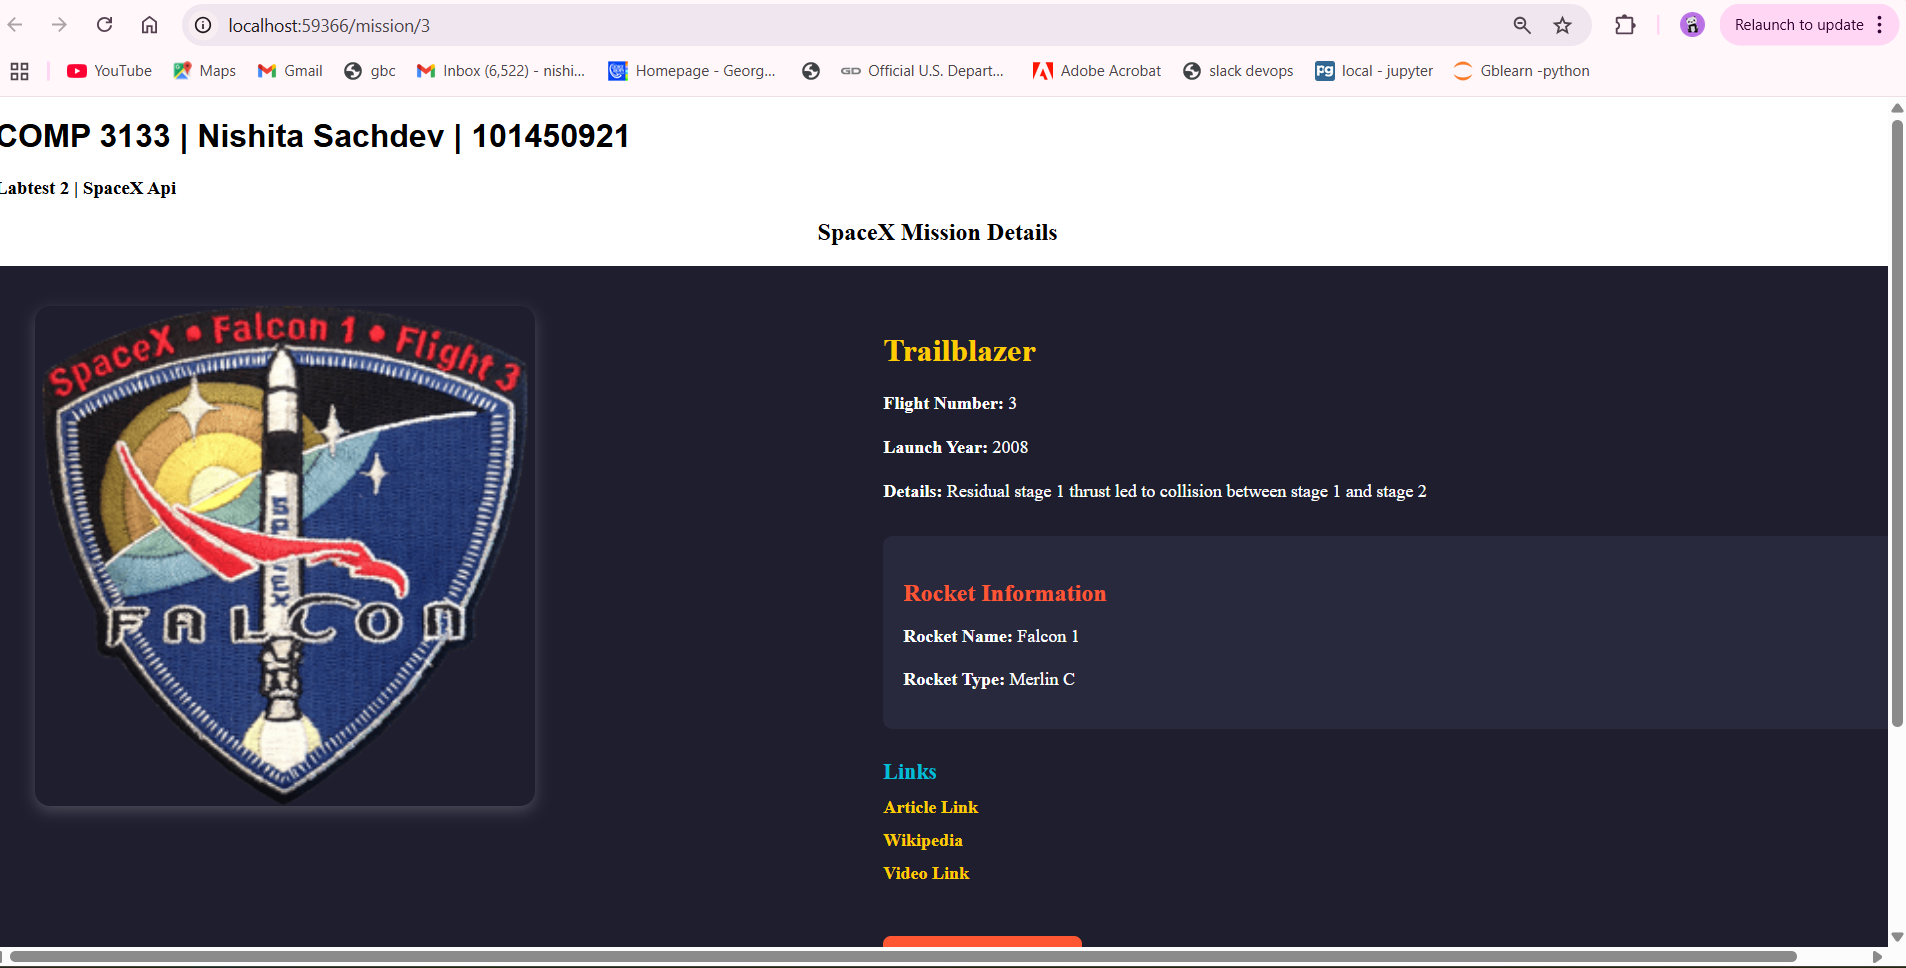 localhost:59366/mission/3
Relaunch to update
YouTube
Maps
Gmail
gbc
Inbox (6,522) - nishi...
Homepage - Georg...
GD Official U.S. Depart...
Adobe Acrobat
slack devops
pg local - jupyter
Gblearn -python
COMP 3133 | Nishita Sachdev | 101450921
Labtest 2 | SpaceX Api
SpaceX Mission Details
SpaceX • Falcon 1 • Flight 3
FALCON
Trailblazer
Flight Number: 3
Launch Year: 2008
Details: Residual stage 1 thrust led to collision between stage 1 and stage 2
Rocket Information
Rocket Name: Falcon 1
Rocket Type: Merlin C
Links
Article Link
Wikipedia
Video Link